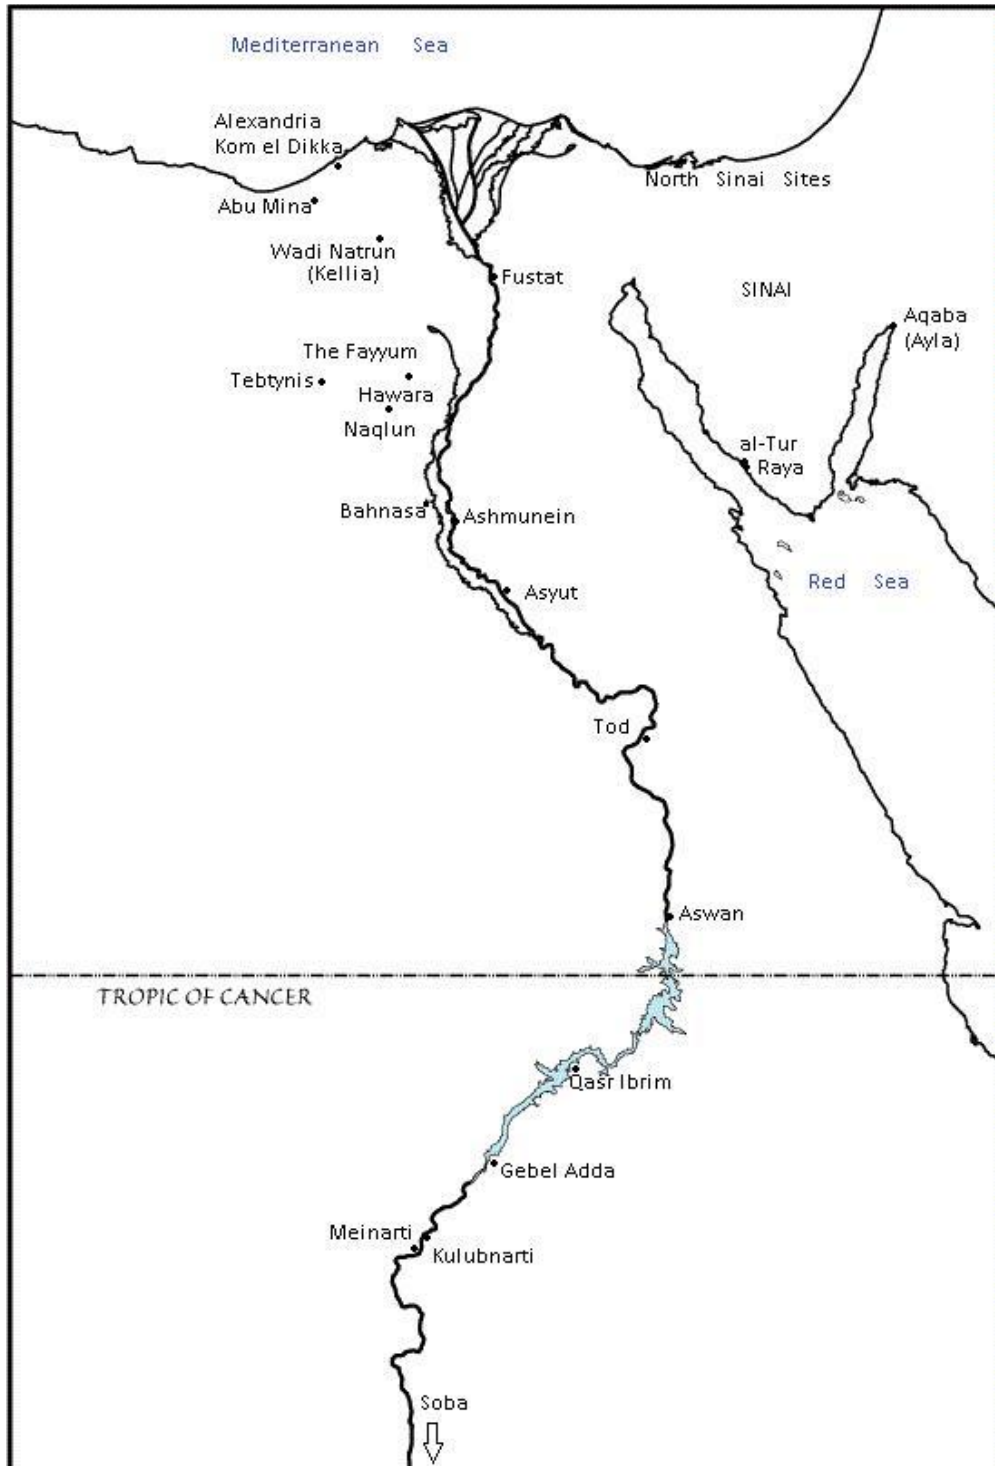 Mediterranean Sea
Alexandria
Kom el Dikka
North Sinai Sites
Abu Mina
Wadi Natrun
(Kellia)
Fustat
SINAI
Aqaba
(Ayla)
The Fayyum
Tebtynis
Hawara
Naqlun
al-Tur
Raya
Bahnasa
Ashmunein
Red Sea
Asyut
Tod
Aswan
TROPIC OF CANCER
Qasr Ibrim
Gebel Adda
Meinarti
Kulubnarti
Soba